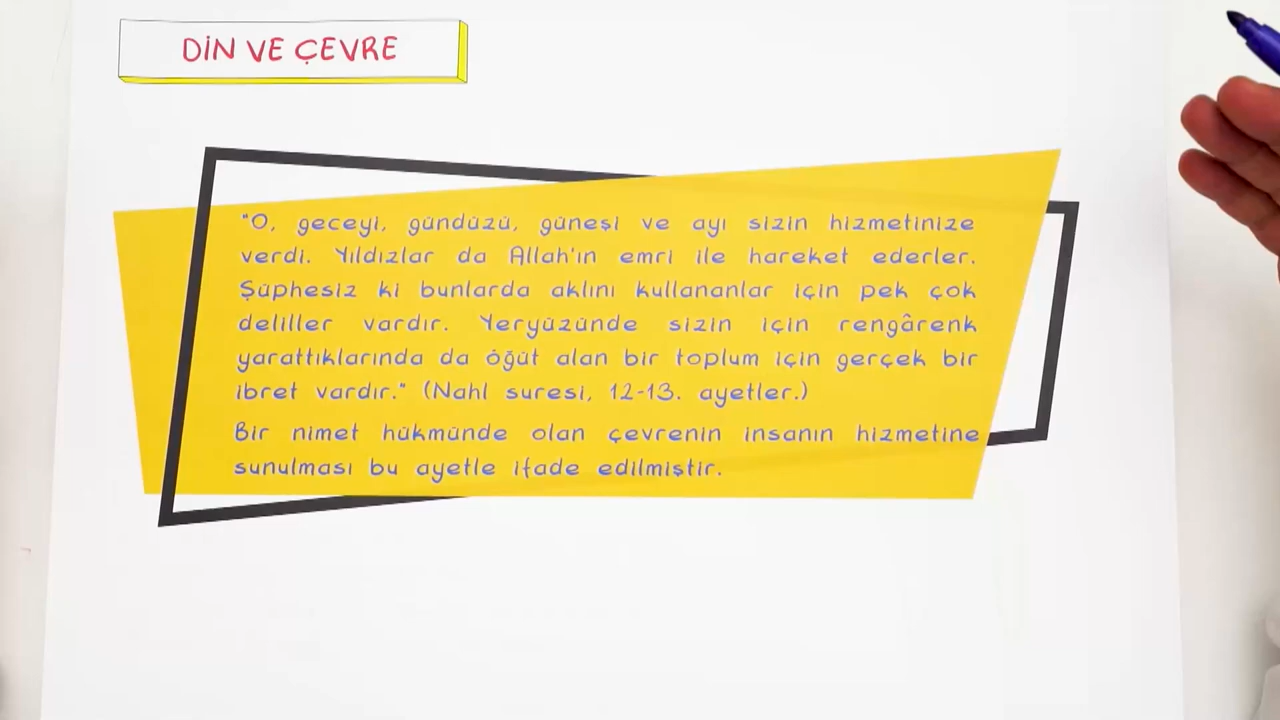 DİN VE ÇEVRE
"O, geceyi, gündüzü, güneşi ve ayı sizin hizmetinize
verdi. Yıldızlar da Allah'ın emri ile hareket ederler.
Şüphesiz ki bunlarda aklını kullananlar için pek çok
deliller vardır. Yeryüzünde sizin için rengârenk
yarattıklarında da öğüt alan bir toplum için gerçek bir
ibret vardır." (Nahl suresi, 12-13. ayetler.)
Bir nimet hükmünde olan çevrenin insanın hizmetine
sunulması bu ayetle ifade edilmiştir.